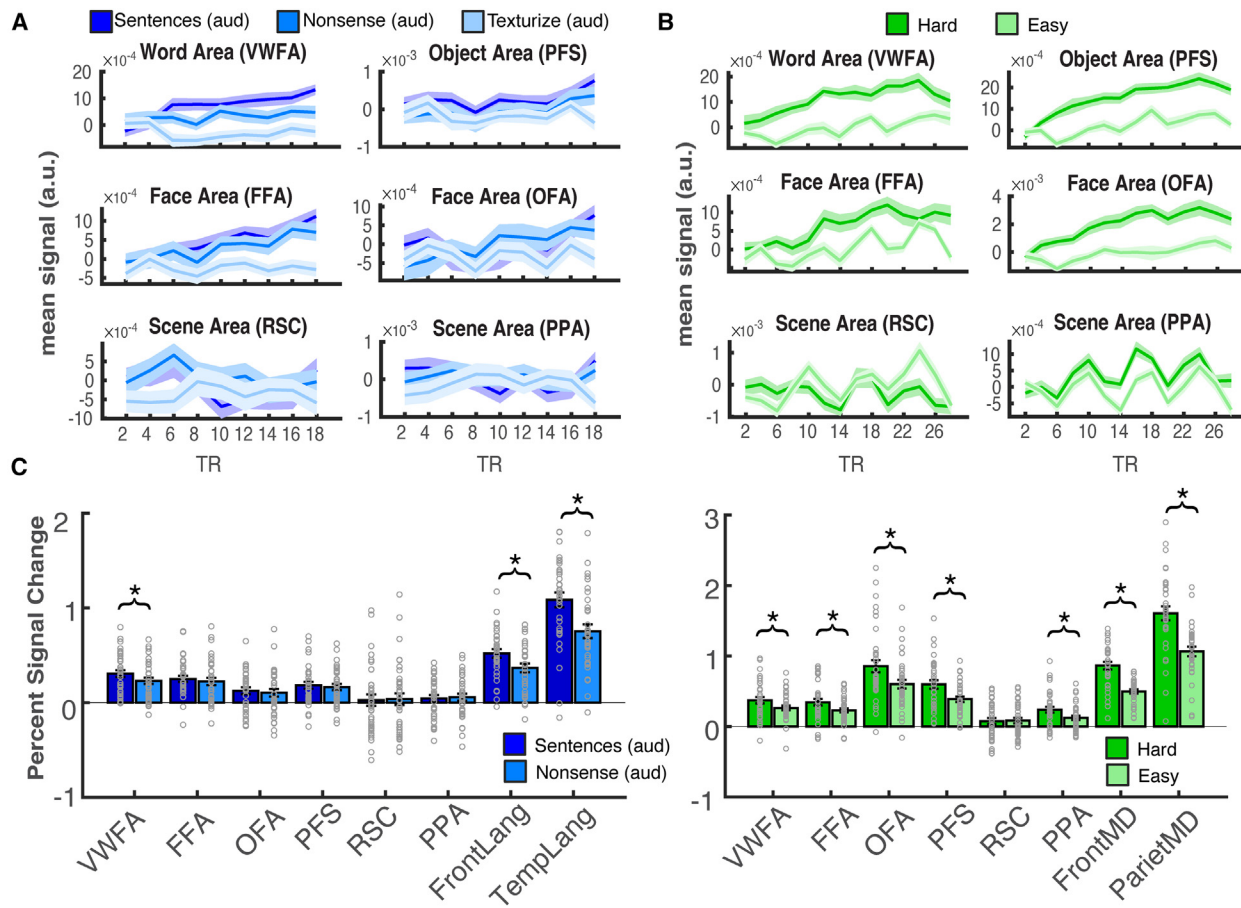 A
Sentences (aud) Nonsense (aud) Texturize (aud)
Word Area (VWFA)
×10-4
20
10
0
Object Area (PFS)
×10-3
1
0
-1
mean signal (a.u.)
Face Area (FFA)
×10-4
10
5
0
-5
Face Area (OFA)
×10-4
10
5
0
-5
Scene Area (RSC)
×10-4
5
0
-5
-10
2 4 6 8 10 12 14 16 18
Scene Area (PPA)
×10-3
1
0
-1
2 4 6 8 10 12 14 16 18
TR
B
Hard Easy
Word Area (VWFA)
×10-4
20
10
0
Object Area (PFS)
×10-4
20
10
0
mean signal (a.u.)
Face Area (FFA)
×10-4
10
5
0
-5
Face Area (OFA)
×10-3
4
2
0
Scene Area (RSC)
×10-3
1
0
-1
2 6 10 14 18 22 26
TR
Scene Area (PPA)
×10-4
10
5
0
-5
2 6 10 14 18 22 26
TR
C
Percent Signal Change
2
1
0
-1
* * *
Sentences (aud)
Nonsense (aud)
VWFA FFA OFA PFS RSC PPA FrontLang TempLang
3
2
1
0
-1
* * * * * * *
Hard
Easy
VWFA FFA OFA PFS RSC PPA FrontMD ParietMD